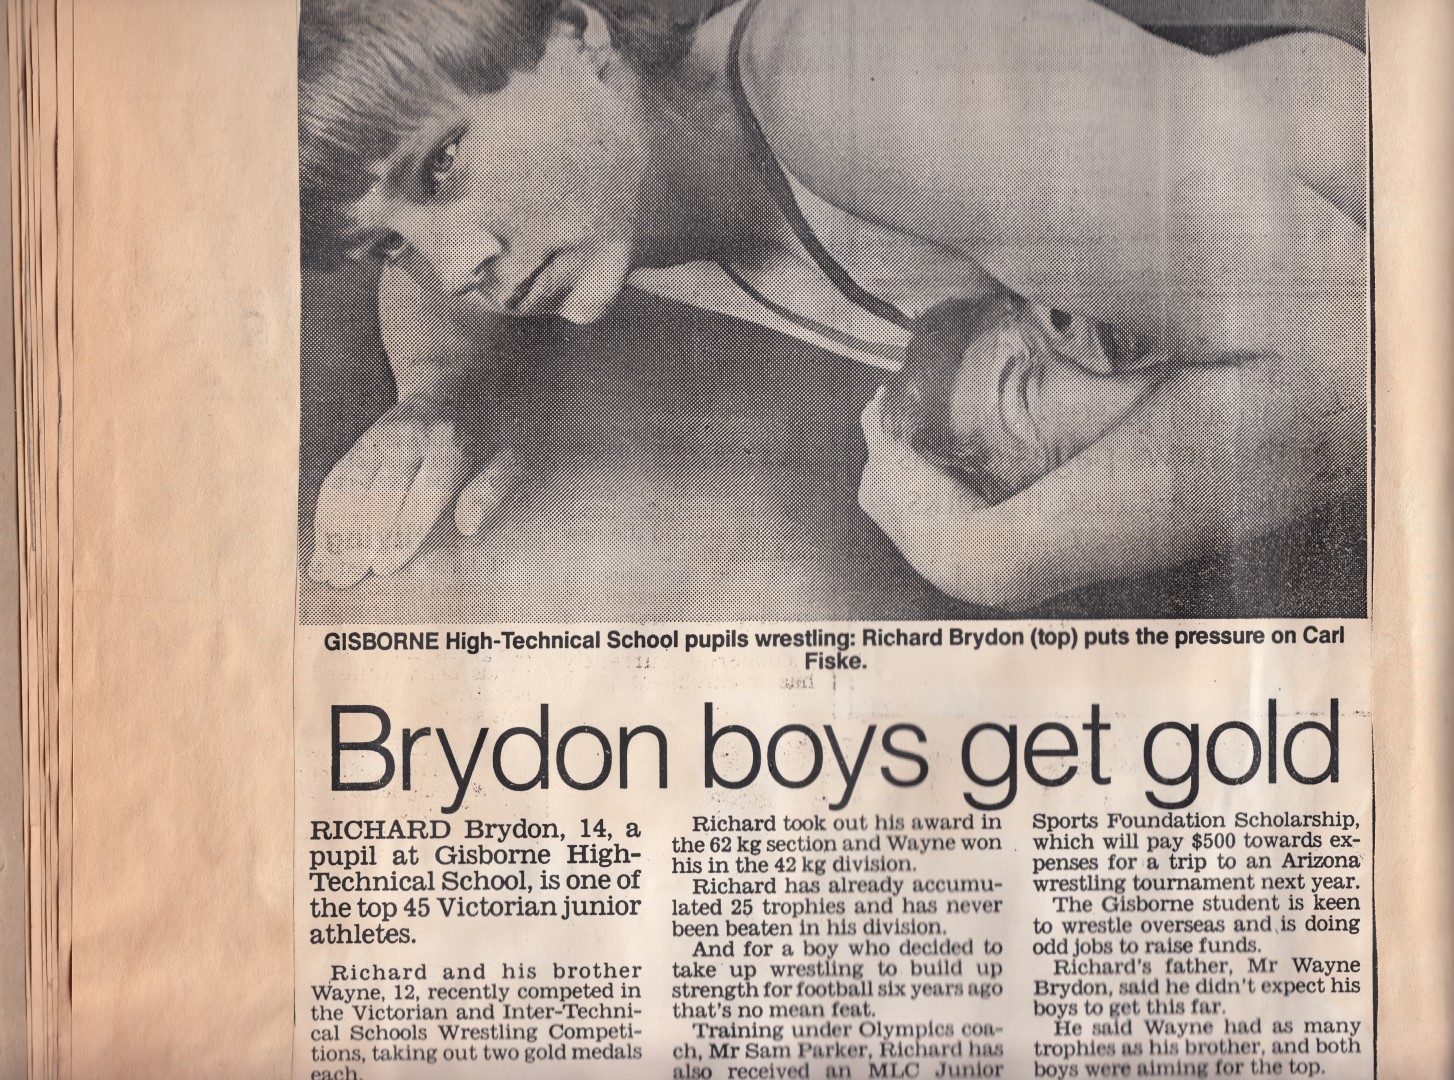 GISBORNE High-Technical School pupils wrestling: Richard Brydon (top) puts the pressure on Carl
Fiske.
Brydon boys get gold
RICHARD Brydon, 14, a
pupil at Gisborne High-
Technical School, is one of
the top 45 Victorian junior
athletes.
Richard and his brother
Wayne, 12, recently competed in
the Victorian and Inter-Techni-
cal Schools Wrestling Competi-
tions, taking out two gold medals
each.
Richard took out his award in
the 62 kg section and Wayne won
his in the 42 kg division.
Richard has already accumu-
lated 25 trophies and has never
been beaten in his division.
And for a boy who decided to
take up wrestling to build up
strength for football six years ago
that's no mean feat.
Training under Olympics coa-
ch, Mr Sam Parker, Richard has
also received an MLC Junior
Sports Foundation Scholarship,
which will pay $500 towards ex-
penses for a trip to an Arizona
wrestling tournament next year.
The Gisborne student is keen
to wrestle overseas and is doing
odd jobs to raise funds.
Richard's father, Mr Wayne
Brydon, said he didn't expect his
boys to get this far.
He said Wayne had as many
trophies as his brother, and both
boys were aiming for the top.